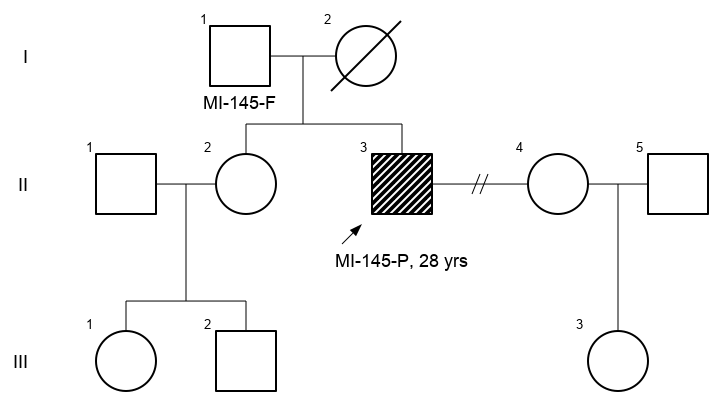 1 2
I
MI-145-F
1 2 3 4 5
II
MI-145-P, 28 yrs
1 2 3
III